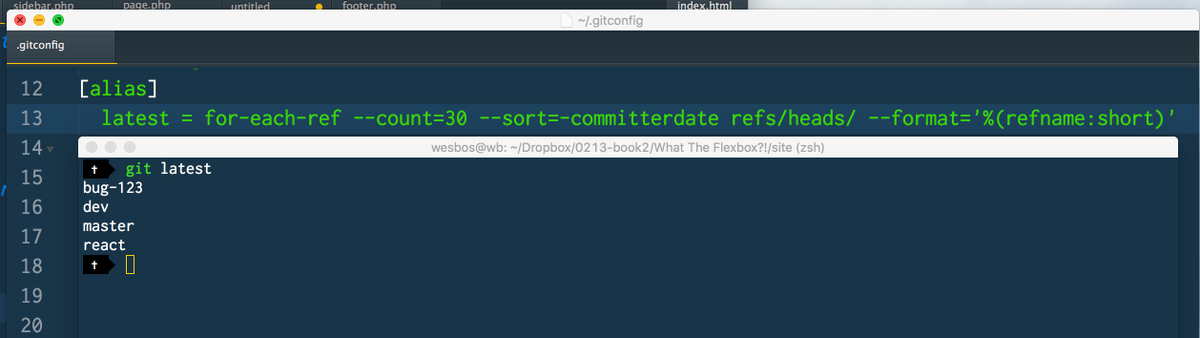 sidebar.php page.php untitled footer.php index.html
~/.gitconfig
.gitconfig
12 [alias]
13 latest = for-each-ref --count=30 --sort=-committerdate refs/heads/ --format='%(refname:short)'
14
wesbos@wb: ~/Dropbox/0213-book2/What The Flexbox?!/site (zsh)
git latest
15
bug-123
16
dev
17
master
react
18
19
20